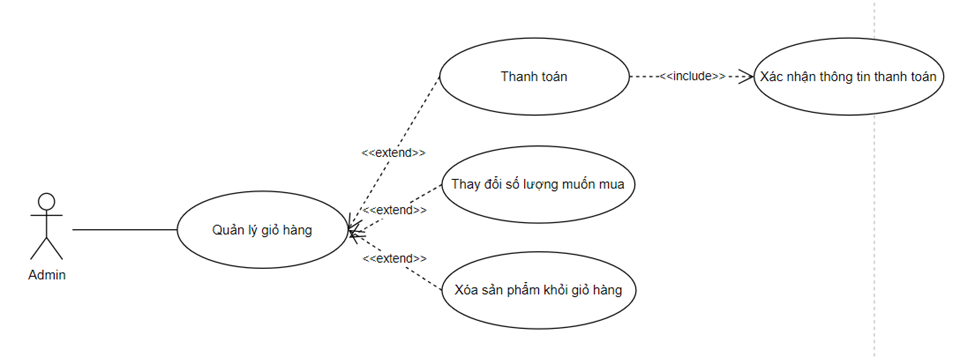 Thanh toán
<<include>>
Xác nhận thông tin thanh toán
<<extend>>
Thay đổi số lượng muốn mua
<<extend>>
Quản lý giỏ hàng
<<extend>>
Admin
Xóa sản phẩm khỏi giỏ hàng